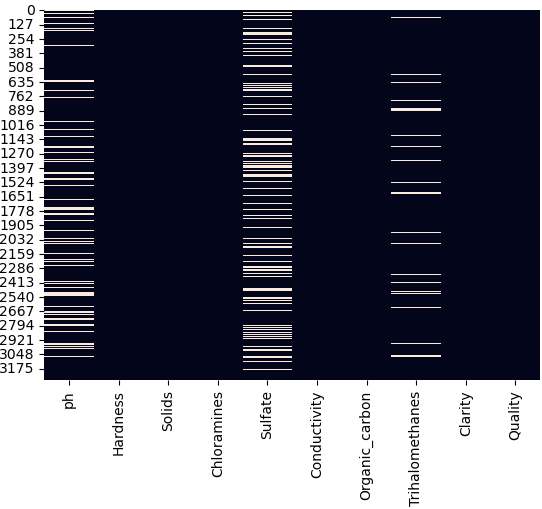 0
127
254
381
508
635
762
889
1016
1143
1270
1397
1524
1651
1778
1905
2032
2159
2286
2413
2540
2667
2794
2921
3048
3175
ph
Hardness
Solids
Chloramines
Sulfate
Conductivity
Organic_carbon
Trihalomethanes
Clarity
Quality